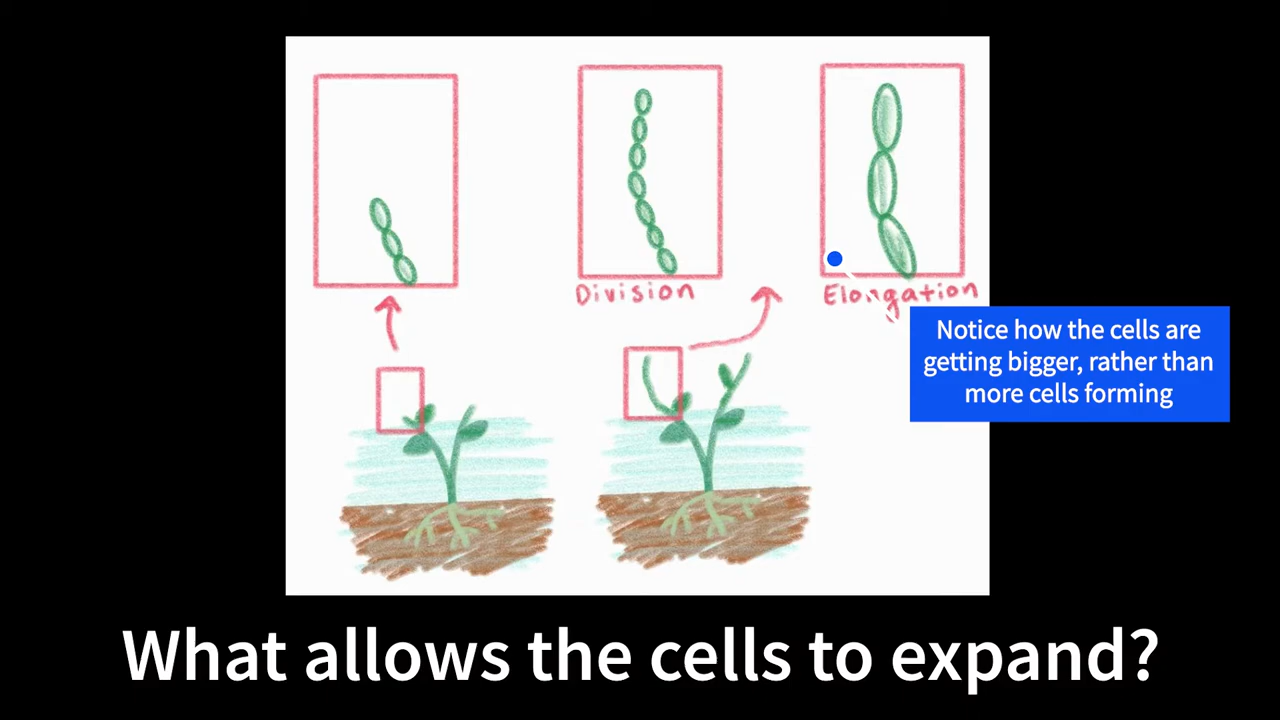 Division
Elongation
Notice how the cells are
getting bigger, rather than
more cells forming
What allows the cells to expand?